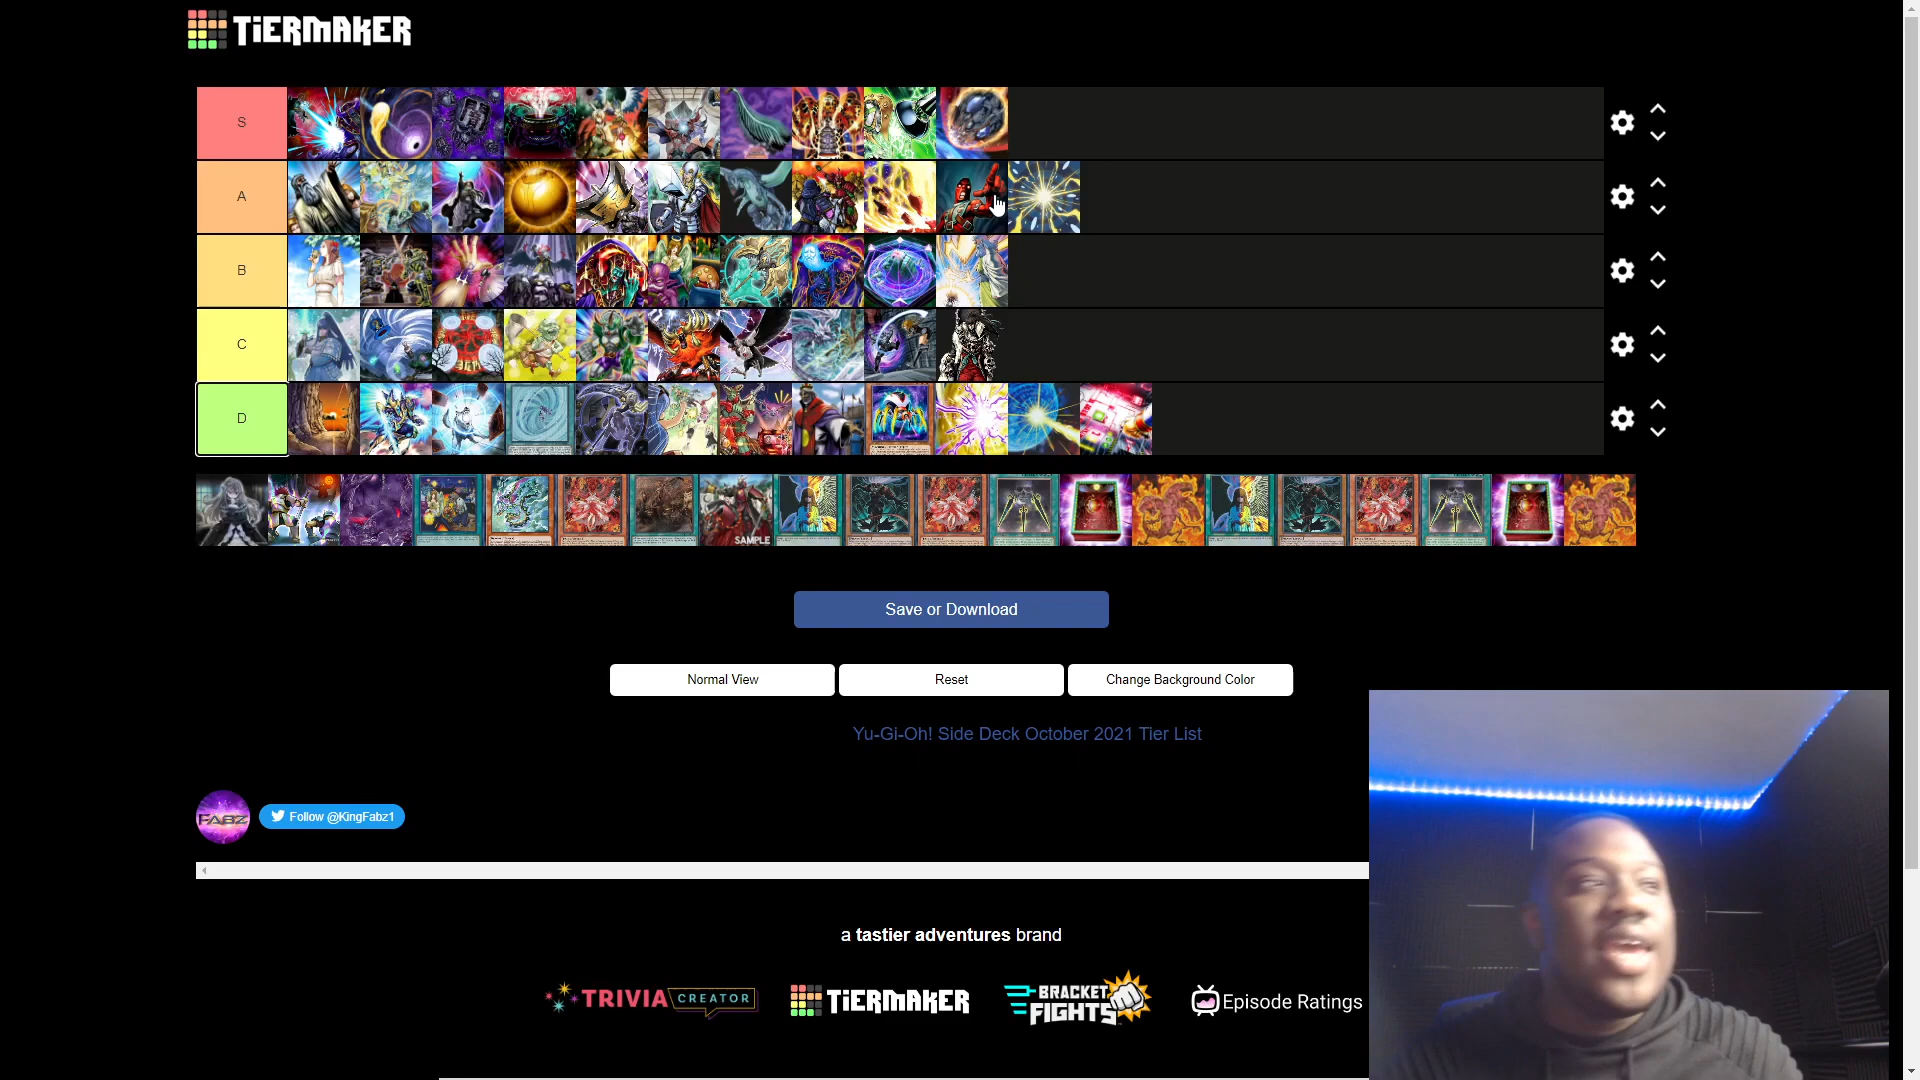 TiERMAKER
S
A
B
C
D
SAMPLE
Save or Download
Normal View
Reset
Change Background Color
Yu-Gi-Oh! Side Deck October 2021 Tier List
FABZ
Follow @KingFabz1
a tastier adventures brand
TRIVIA CREATOR
TiERMAKER
BRACKET FIGHTS
Episode Ratings